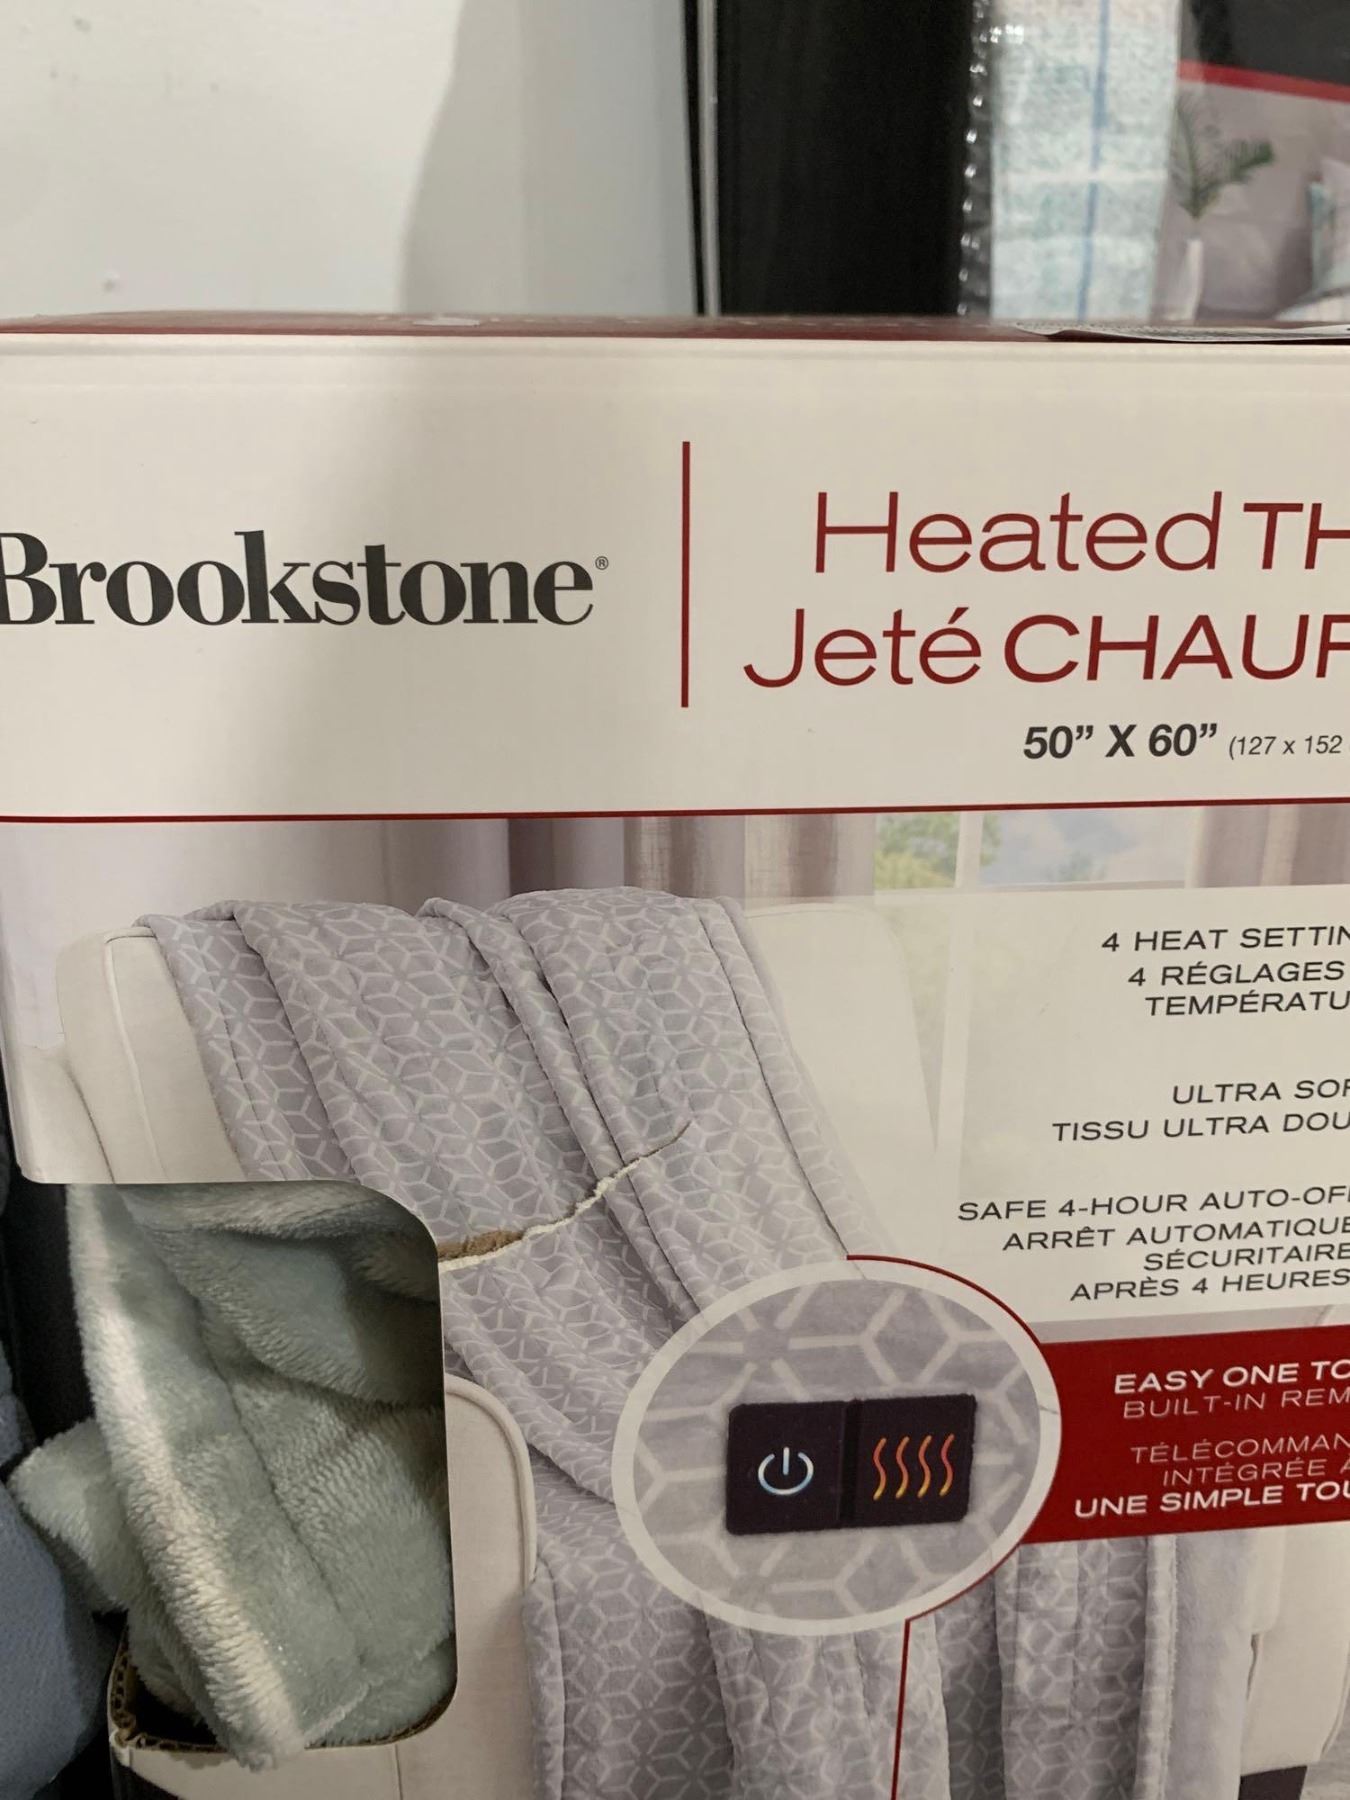 Brookstone®
Heated TH
Jeté CHAUF
50” X 60” (127 x 152
4 HEAT SETTIN
4 RÉGLAGES
TEMPÉRATU
ULTRA SOF
TISSU ULTRA DOU
SAFE 4-HOUR AUTO-OFF
ARRÊT AUTOMATIQUE
SÉCURITAIRE
APRÈS 4 HEURES
EASY ONE TO
BUILT-IN REM
TÉLÉCOMMAN
INTÉGRÉE À
UNE SIMPLE TOU